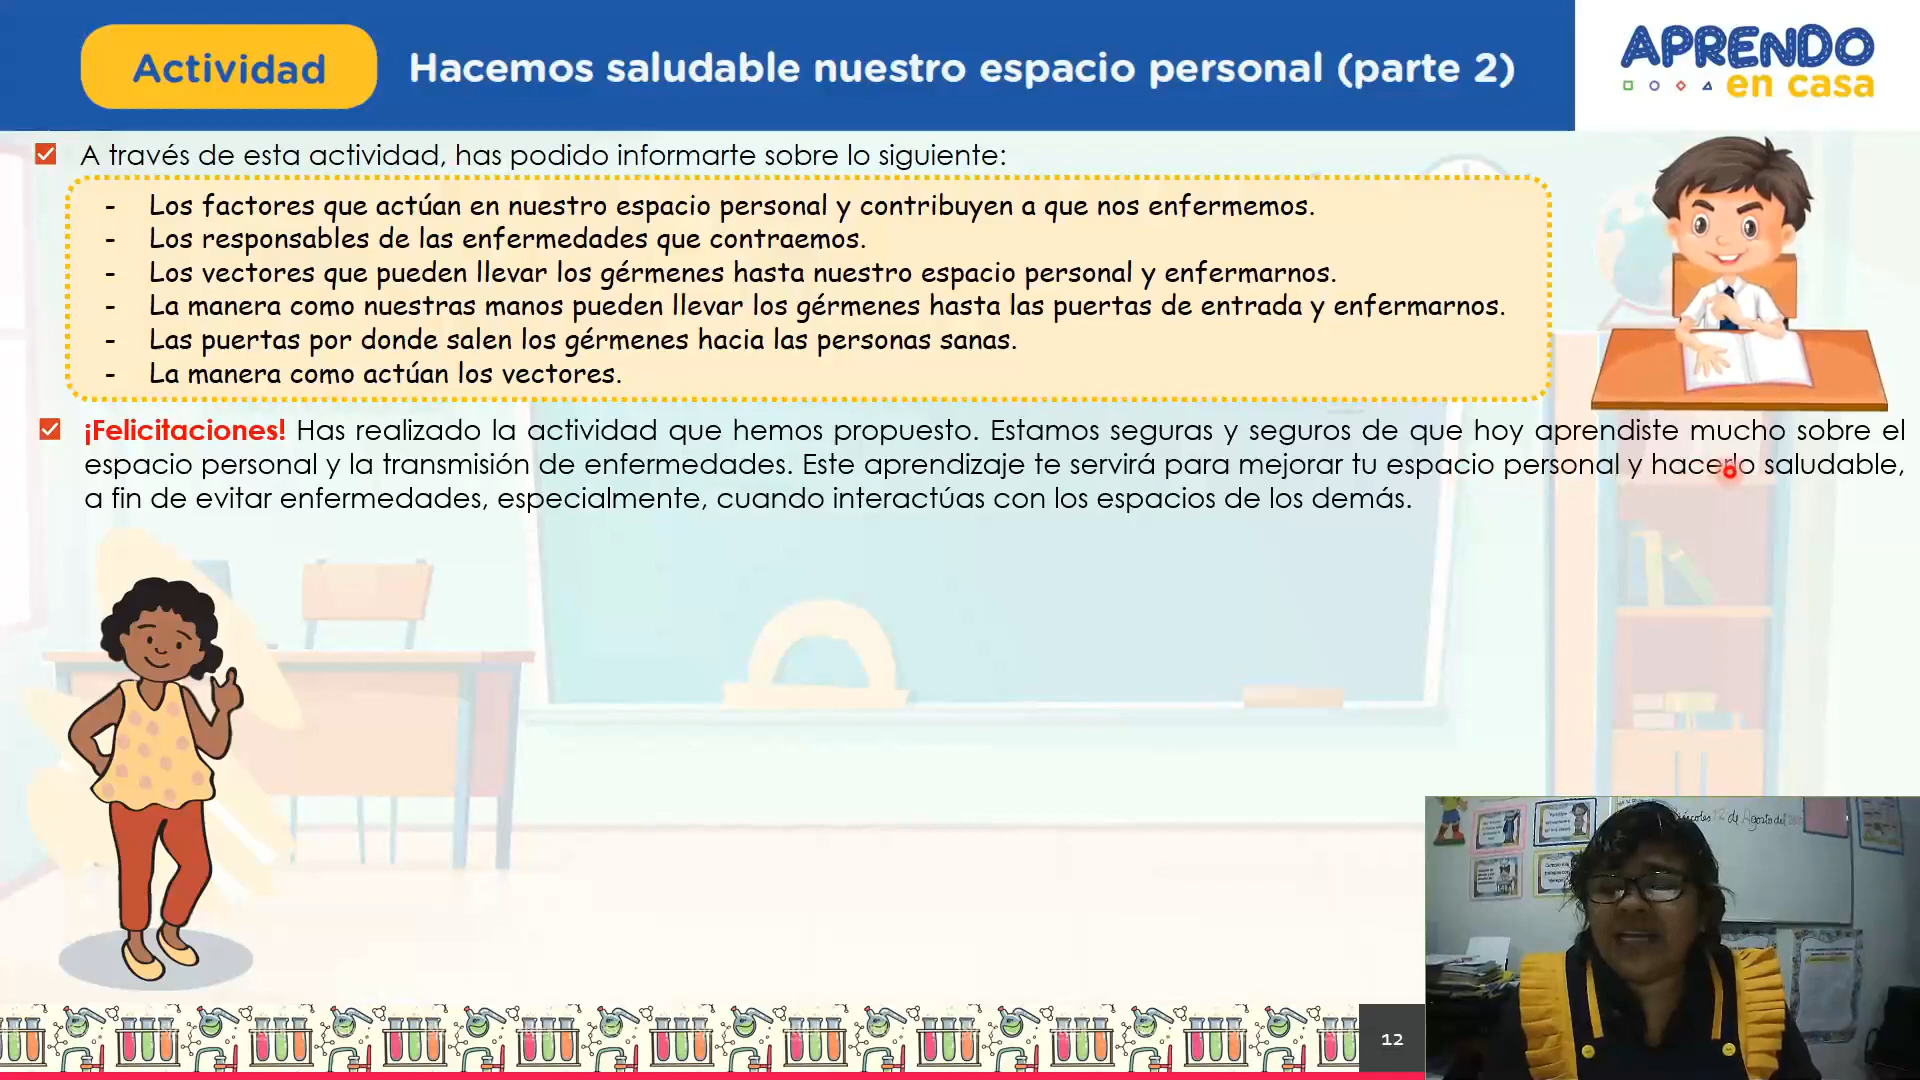 Actividad
Hacemos saludable nuestro espacio personal (parte 2)
APRENDO
en casa
A través de esta actividad, has podido informarte sobre lo siguiente:
- Los factores que actúan en nuestro espacio personal y contribuyen a que nos enfermemos.
- Los responsables de las enfermedades que contraemos.
- Los vectores que pueden llevar los gérmenes hasta nuestro espacio personal y enfermarnos.
- La manera como nuestras manos pueden llevar los gérmenes hasta las puertas de entrada y enfermarnos.
- Las puertas por donde salen los gérmenes hacia las personas sanas.
- La manera como actúan los vectores.
¡Felicitaciones! Has realizado la actividad que hemos propuesto. Estamos seguras y seguros de que hoy aprendiste mucho sobre el
espacio personal y la transmisión de enfermedades. Este aprendizaje te servirá para mejorar tu espacio personal y hacerlo saludable,
a fin de evitar enfermedades, especialmente, cuando interactúas con los espacios de los demás.
12 de Agosto del
12